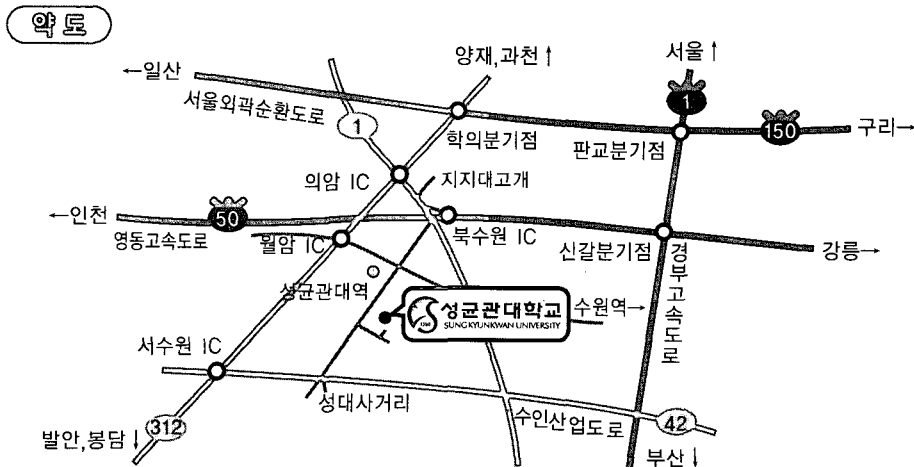 약도
서울↑
양재,과천↑
←일산
서울외곽순환도로
1
1
150
구리→
학의분기점
판교분기점
의암 IC
지지대고개
←인천
50
영동고속도로
월암 IC
북수원 IC
신갈분기점
강릉→
경부고속도로
성균관대역
성균관대학교
SUNGKYUNKWAN UNIVERSITY
1398
수원역→
서수원 IC
성대사거리
수인산업도로
42
312
발안,봉담↓
부산↓